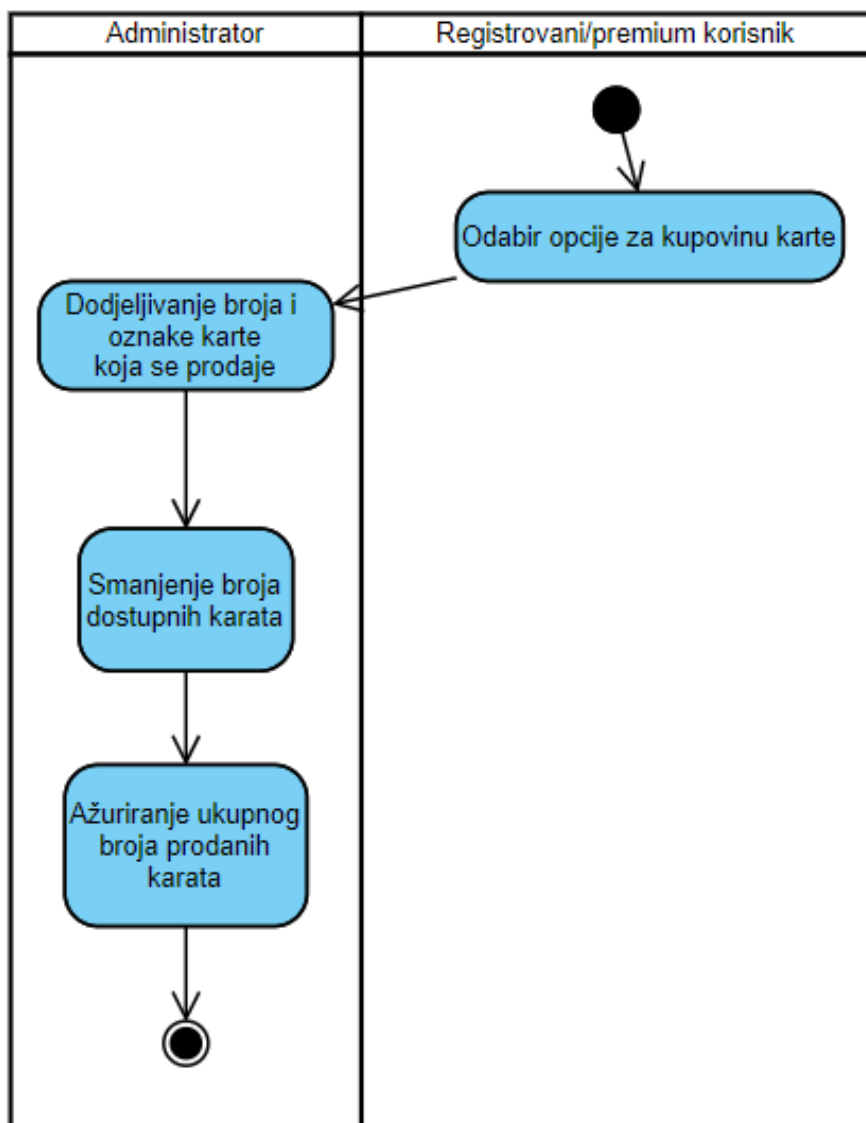 Administrator
Registrovani/premium korisnik
Odabir opcije za kupovinu karte
Dodjeljivanje broja i
oznake karte
koja se prodaje
Smanjenje broja
dostupnih karata
Ažuriranje ukupnog
broja prodanih
karata